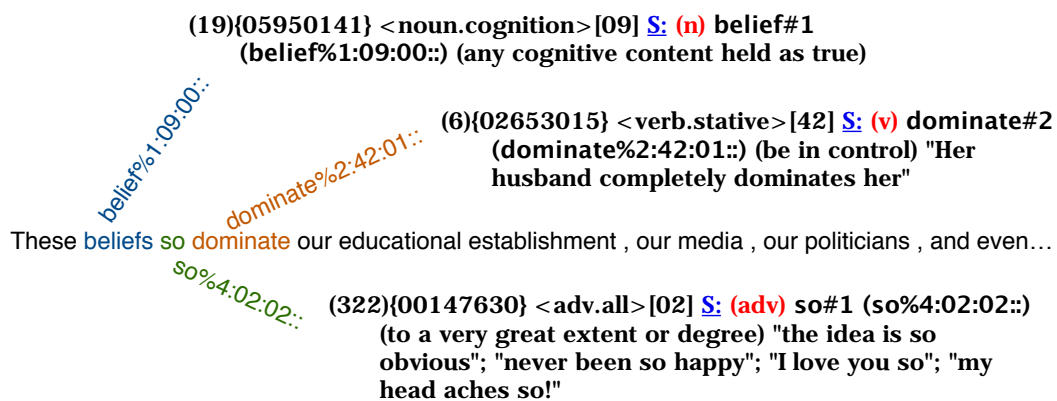 (19){05950141} <noun.cognition>[09] S: (n) belief#1
(belief%1:09:00::) (any cognitive content held as true)
belief%1:09:00::
(6){02653015} <verb.stative>[42] S: (v) dominate#2
(dominate%2:42:01::) (be in control) "Her
husband completely dominates her"
dominate%2:42:01::
These beliefs so dominate our educational establishment , our media , our politicians , and even…
so%4:02:02::
(322){00147630} <adv.all>[02] S: (adv) so#1 (so%4:02:02::)
(to a very great extent or degree) "the idea is so
obvious"; "never been so happy"; "I love you so"; "my
head aches so!"